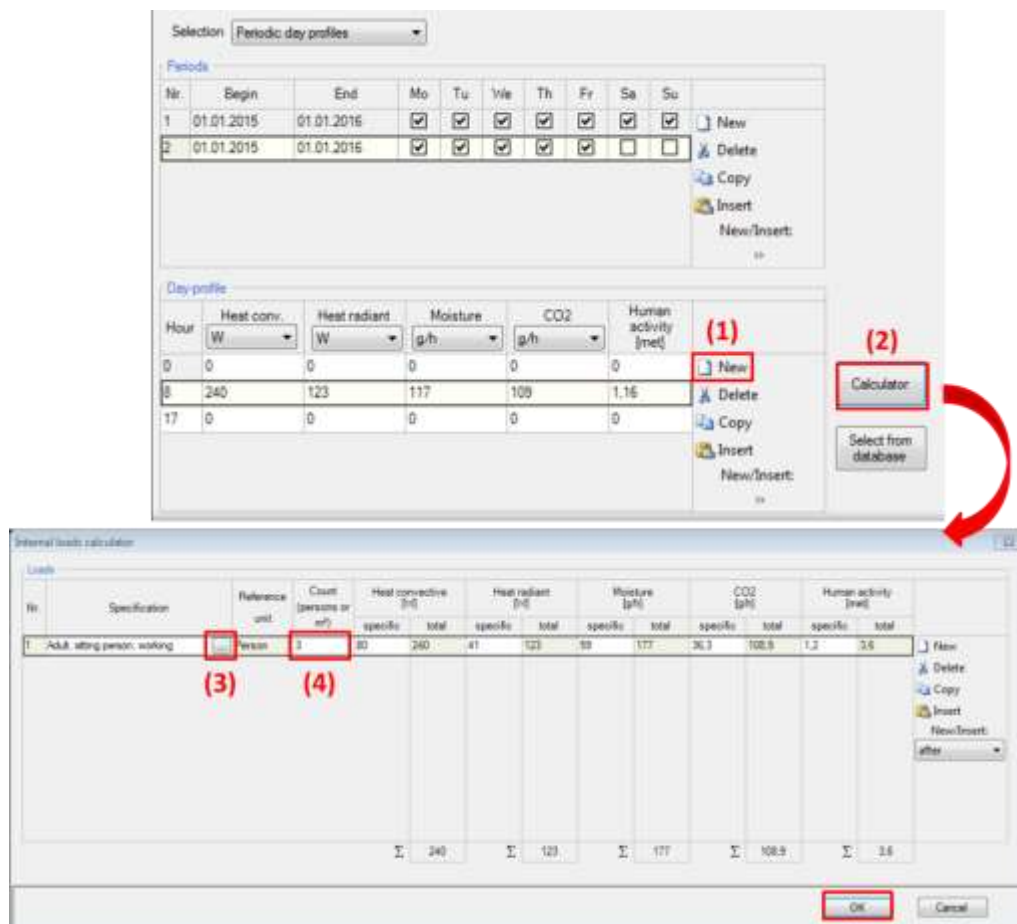 Selection Periodic day profiles
Periods
Nr. Begin End Mo Tu We Th Fr Sa Su
1 01.01.2015 01.01.2016 New
2 01.01.2015 01.01.2016 Delete
Copy
Insert
New/Insert:
Day-profile
Hour Heat conv. Heat radiant Moisture CO2 Human activity [met]
W W g/h g/h
(1)
(2)
0 0 0 0 0 0 New
8 240 123 117 109 1,16 Delete
17 0 0 0 0 0 Copy
Insert
New/Insert:
Calculator
Select from database
Internal loads calculator
Loads
Nr. Specification Reference unit Count (persons or m²) Heat convective Heat radiant Moisture [g/h] CO2 [g/h] Human activity [met]
specific total specific total specific total specific total specific total
1 Adult, sitting person, working ... Person 3 80 240 41 123 59 177 36,3 108,9 1,2 3,6 New
(3)
(4)
Delete
Copy
Insert
New/Insert:
after
Σ 240 Σ 123 Σ 177 Σ 108,9 Σ 3,6
OK Cancel